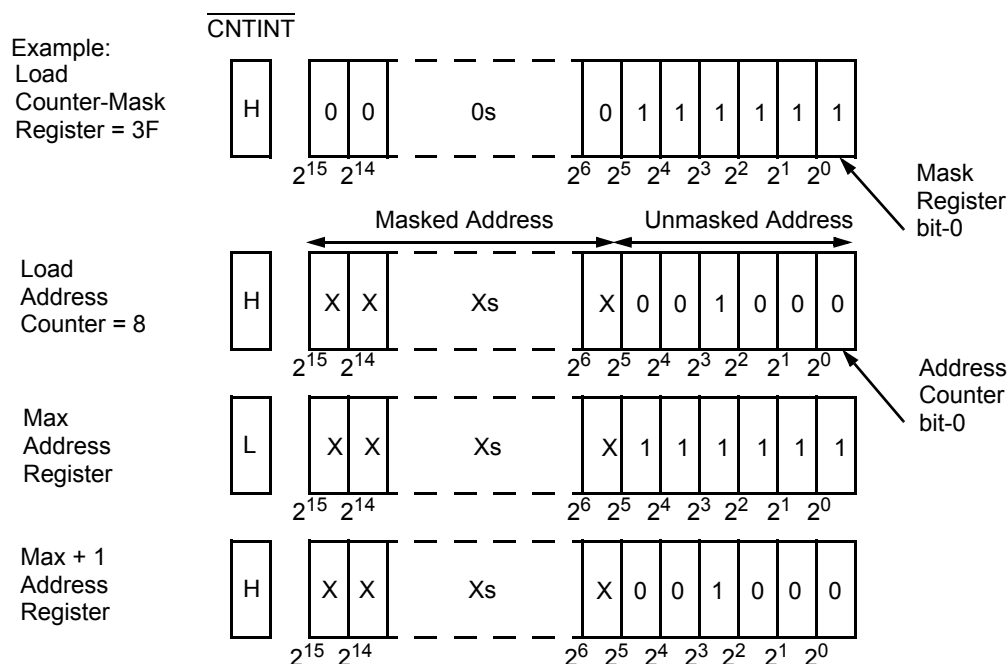 CNTINT
Example:
Load
Counter-Mask
Register = 3F
H 0 0 0s 0 1 1 1 1 1 1
2^15 2^14 2^6 2^5 2^4 2^3 2^2 2^1 2^0
Mask
Register
bit-0
Masked Address Unmasked Address
Load
Address
Counter = 8
H X X Xs X 0 0 1 0 0 0
2^15 2^14 2^6 2^5 2^4 2^3 2^2 2^1 2^0
Address
Counter
bit-0
Max
Address
Register
L X X Xs X 1 1 1 1 1 1
2^15 2^14 2^6 2^5 2^4 2^3 2^2 2^1 2^0
Max + 1
Address
Register
H X X Xs X 0 0 1 0 0 0
2^15 2^14 2^6 2^5 2^4 2^3 2^2 2^1 2^0